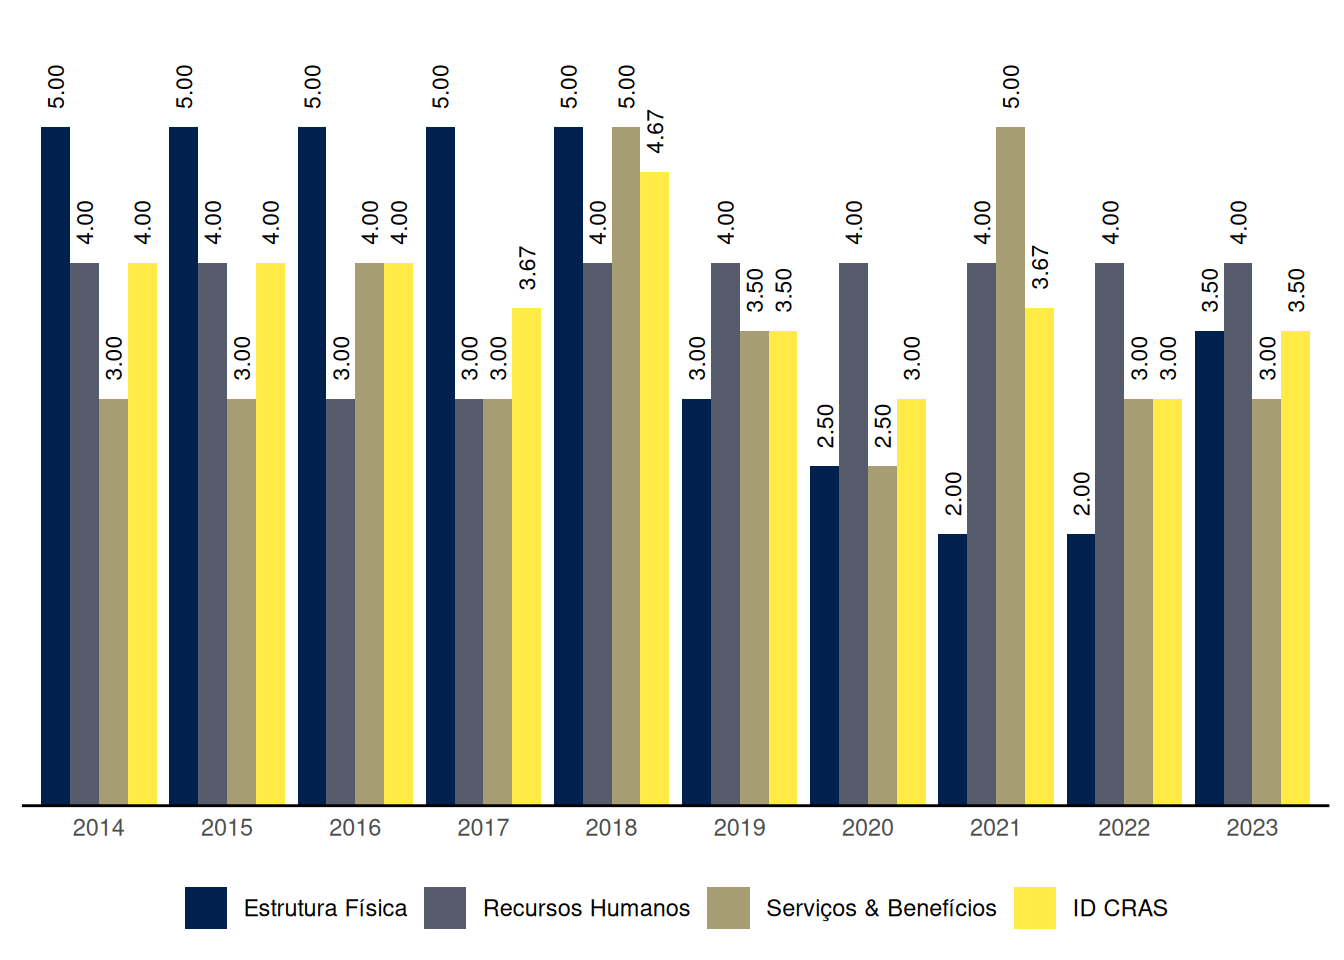 5.00 4.00 3.00 4.00
5.00 4.00 3.00 4.00
5.00 3.00 4.00 4.00
5.00 3.00 3.00 3.67
5.00 4.00 5.00 4.67
3.00 4.00 3.50 3.50
2.50 4.00 2.50 3.00
2.00 4.00 5.00 3.67
2.00 4.00 3.00 3.00
3.50 4.00 3.00 3.50
2014 2015 2016 2017 2018 2019 2020 2021 2022 2023
Estrutura Física Recursos Humanos Serviços & Benefícios ID CRAS